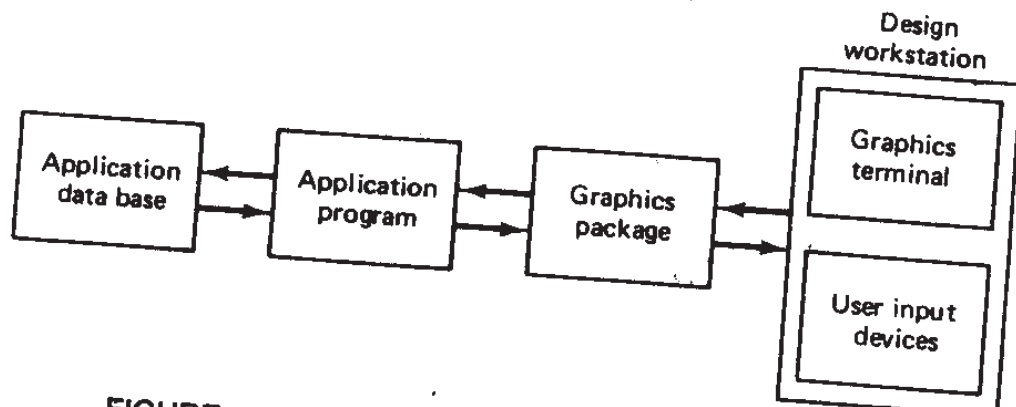 Design
workstation
Application
data base
Application
program
Graphics
package
Graphics
terminal
User input
devices
FIGURE